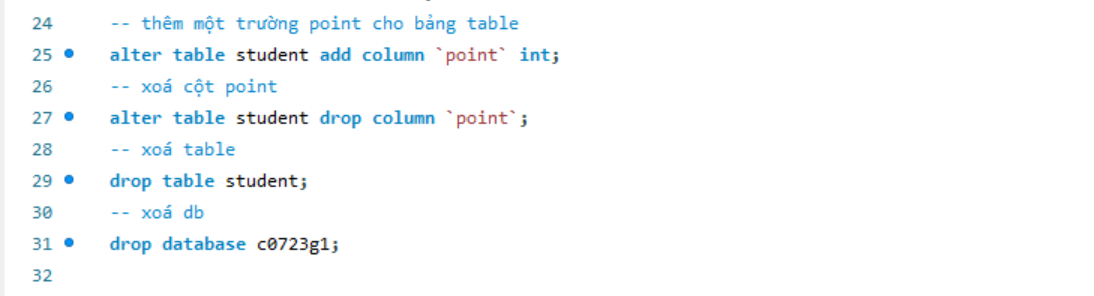 24 -- thêm một trường point cho bảng table
25 alter table student add column `point` int;
26 -- xoá cột point
27 alter table student drop column `point`;
28 -- xoá table
29 drop table student;
30 -- xoá db
31 drop database c0723g1;
32